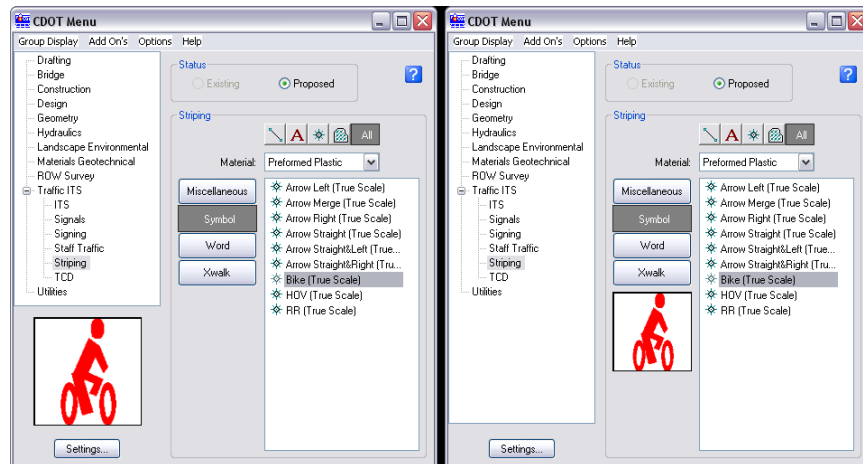 CDOT Menu
Group Display Add On's Options Help
Drafting
Bridge
Construction
Design
Geometry
Hydraulics
Landscape Environmental
Materials Geotechnical
ROW Survey
Traffic ITS
ITS
Signals
Signing
Staff Traffic
Striping
TCD
Utilities
Settings...
Status
Existing Proposed
?
Striping
A All
Material: Preformed Plastic
Miscellaneous
Symbol
Word
Xwalk
Arrow Left (True Scale)
Arrow Merge (True Scale)
Arrow Right (True Scale)
Arrow Straight (True Scale)
Arrow Straight&Left (True...
Arrow Straight&Right (Tru...
Bike (True Scale)
HOV (True Scale)
RR (True Scale)
CDOT Menu
Group Display Add On's Options Help
Drafting
Bridge
Construction
Design
Geometry
Hydraulics
Landscape Environmental
Materials Geotechnical
ROW Survey
Traffic ITS
ITS
Signals
Signing
Staff Traffic
Striping
TCD
Utilities
Settings...
Status
Existing Proposed
?
Striping
A All
Material: Preformed Plastic
Miscellaneous
Symbol
Word
Xwalk
Arrow Left (True Scale)
Arrow Merge (True Scale)
Arrow Right (True Scale)
Arrow Straight (True Scale)
Arrow Straight&Left (True...
Arrow Straight&Right (Tru...
Bike (True Scale)
HOV (True Scale)
RR (True Scale)